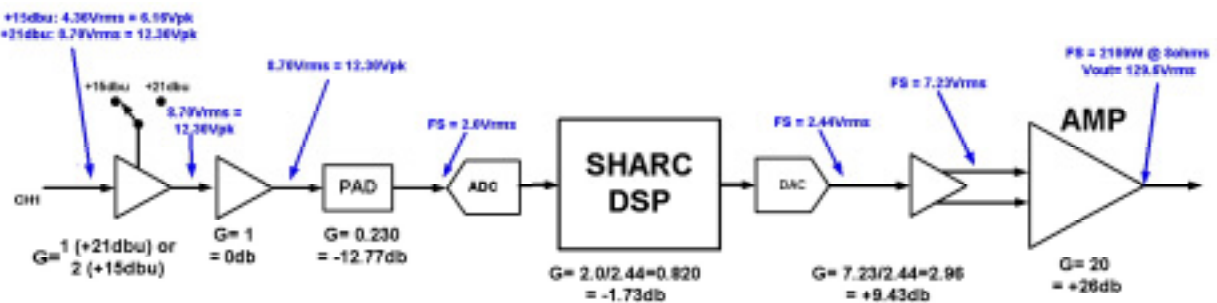 +15dbu: 4.36Vrms = 6.16Vpk
+21dbu: 8.70Vrms = 12.30Vpk
+15dbu
+21dbu
8.70Vrms =
12.30Vpk
8.70Vrms = 12.30Vpk
FS = 2.0Vrms
FS = 2.44Vrms
FS = 7.23Vrms
FS = 2100W @ 8ohms
Vout= 129.6Vrms
AMP
CH1
PAD
ADC
SHARC
DSP
DAC
G= 1 (+21dbu) or
2 (+15dbu)
G= 1
= 0db
G= 0.230
= -12.77db
G= 2.0/2.44=0.820
= -1.73db
G= 7.23/2.44=2.96
= +9.43db
G= 20
= +26db